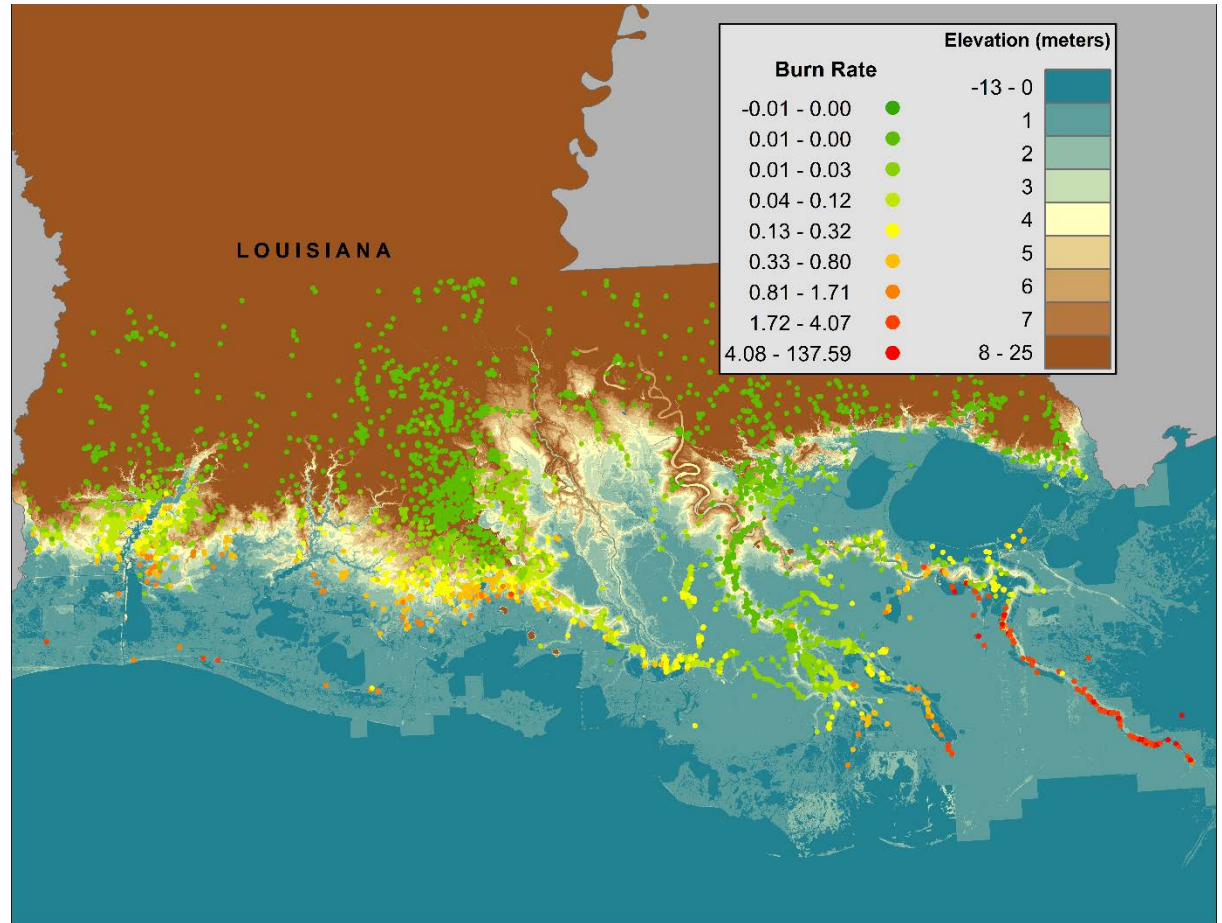 Elevation (meters)
Burn Rate
-13 - 0
-0.01 - 0.00
1
0.01 - 0.00
2
0.01 - 0.03
3
0.04 - 0.12
4
0.13 - 0.32
5
0.33 - 0.80
6
0.81 - 1.71
7
1.72 - 4.07
8 - 25
4.08 - 137.59
LOUISIANA